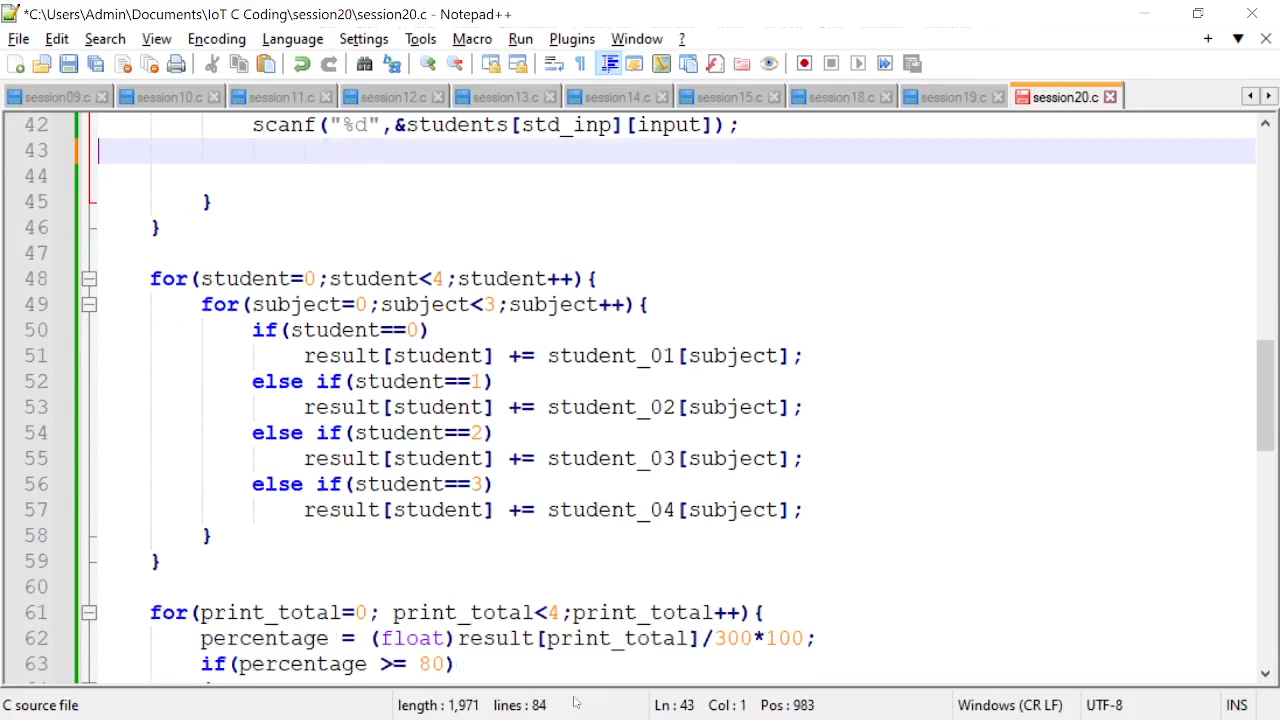 *C:\Users\Admin\Documents\IoT C Coding\session20\session20.c - Notepad++
File Edit Search View Encoding Language Settings Tools Macro Run Plugins Window ?
session09.c session10.c session11.c session12.c session13.c session14.c session15.c session18.c session19.c session20.c
42 scanf("%d",&students[std_inp][input]);
43
44
45 }
46 }
47
48 for(student=0;student<4;student++){
49 for(subject=0;subject<3;subject++){
50 if(student==0)
51 result[student] += student_01[subject];
52 else if(student==1)
53 result[student] += student_02[subject];
54 else if(student==2)
55 result[student] += student_03[subject];
56 else if(student==3)
57 result[student] += student_04[subject];
58 }
59 }
60
61 for(print_total=0; print_total<4;print_total++){
62 percentage = (float)result[print_total]/300*100;
63 if(percentage >= 80)
C source file length : 1,971 lines : 84 Ln : 43 Col : 1 Pos : 983 Windows (CR LF) UTF-8 INS